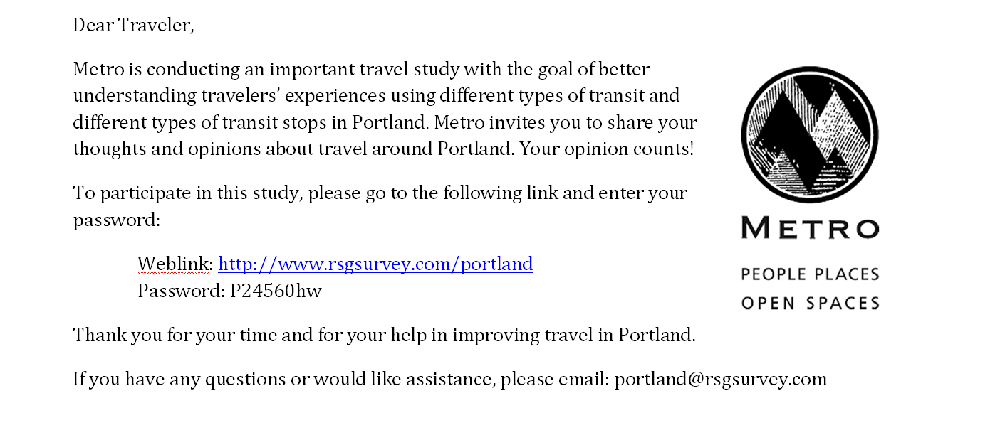 Dear Traveler,
Metro is conducting an important travel study with the goal of better
understanding travelers’ experiences using different types of transit and
different types of transit stops in Portland. Metro invites you to share your
thoughts and opinions about travel around Portland. Your opinion counts!
To participate in this study, please go to the following link and enter your
password:
Weblink: http://www.rsgsurvey.com/portland
Password: P24560hw
Thank you for your time and for your help in improving travel in Portland.
If you have any questions or would like assistance, please email: portland@rsgsurvey.com
METRO
PEOPLE PLACES
OPEN SPACES